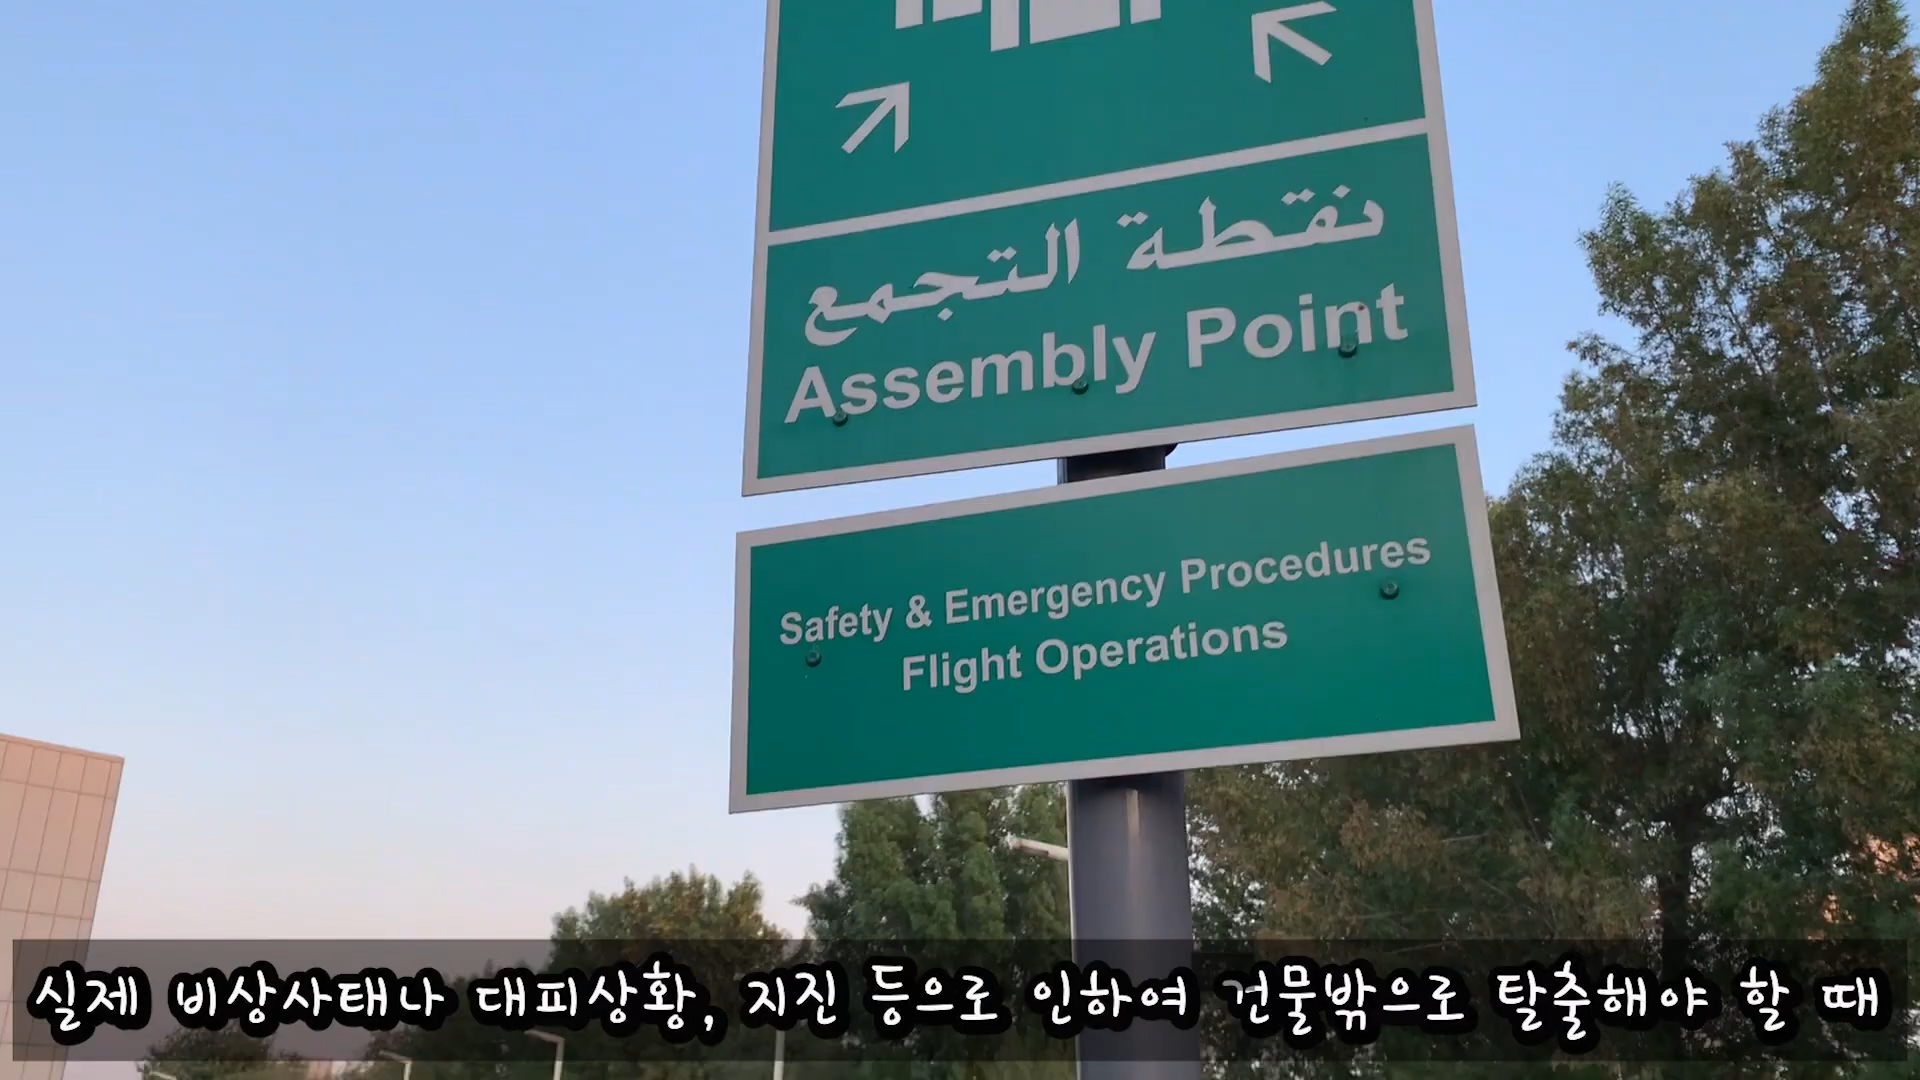 نقطة التجمع
Assembly Point
Safety & Emergency Procedures
Flight Operations
실제 비상사태나 대피상황, 지진 등으로 인하여 건물밖으로 탈출해야 할 때